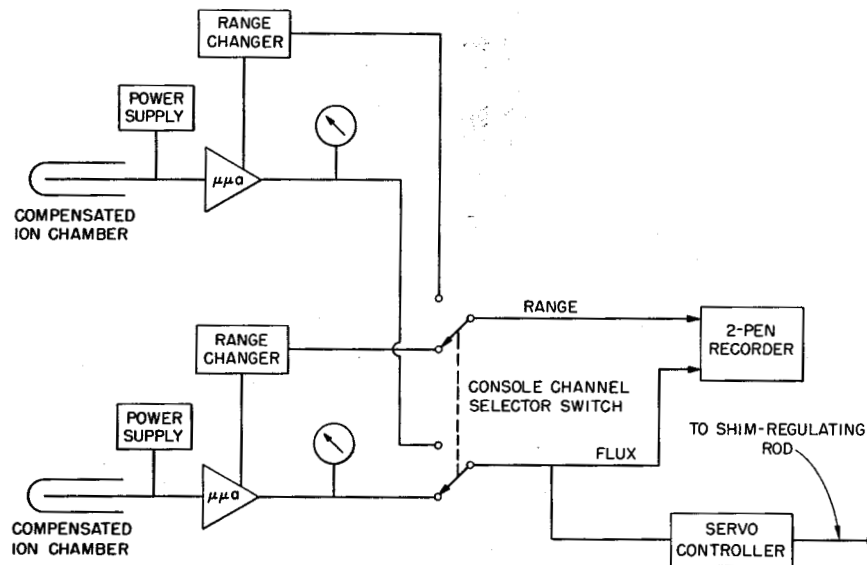 RANGE
CHANGER
POWER
SUPPLY
μμa
COMPENSATED
ION CHAMBER
RANGE
2-PEN
RECORDER
RANGE
CHANGER
CONSOLE CHANNEL
SELECTOR SWITCH
POWER
SUPPLY
TO SHIM-REGULATING
ROD
FLUX
μμa
COMPENSATED
ION CHAMBER
SERVO
CONTROLLER